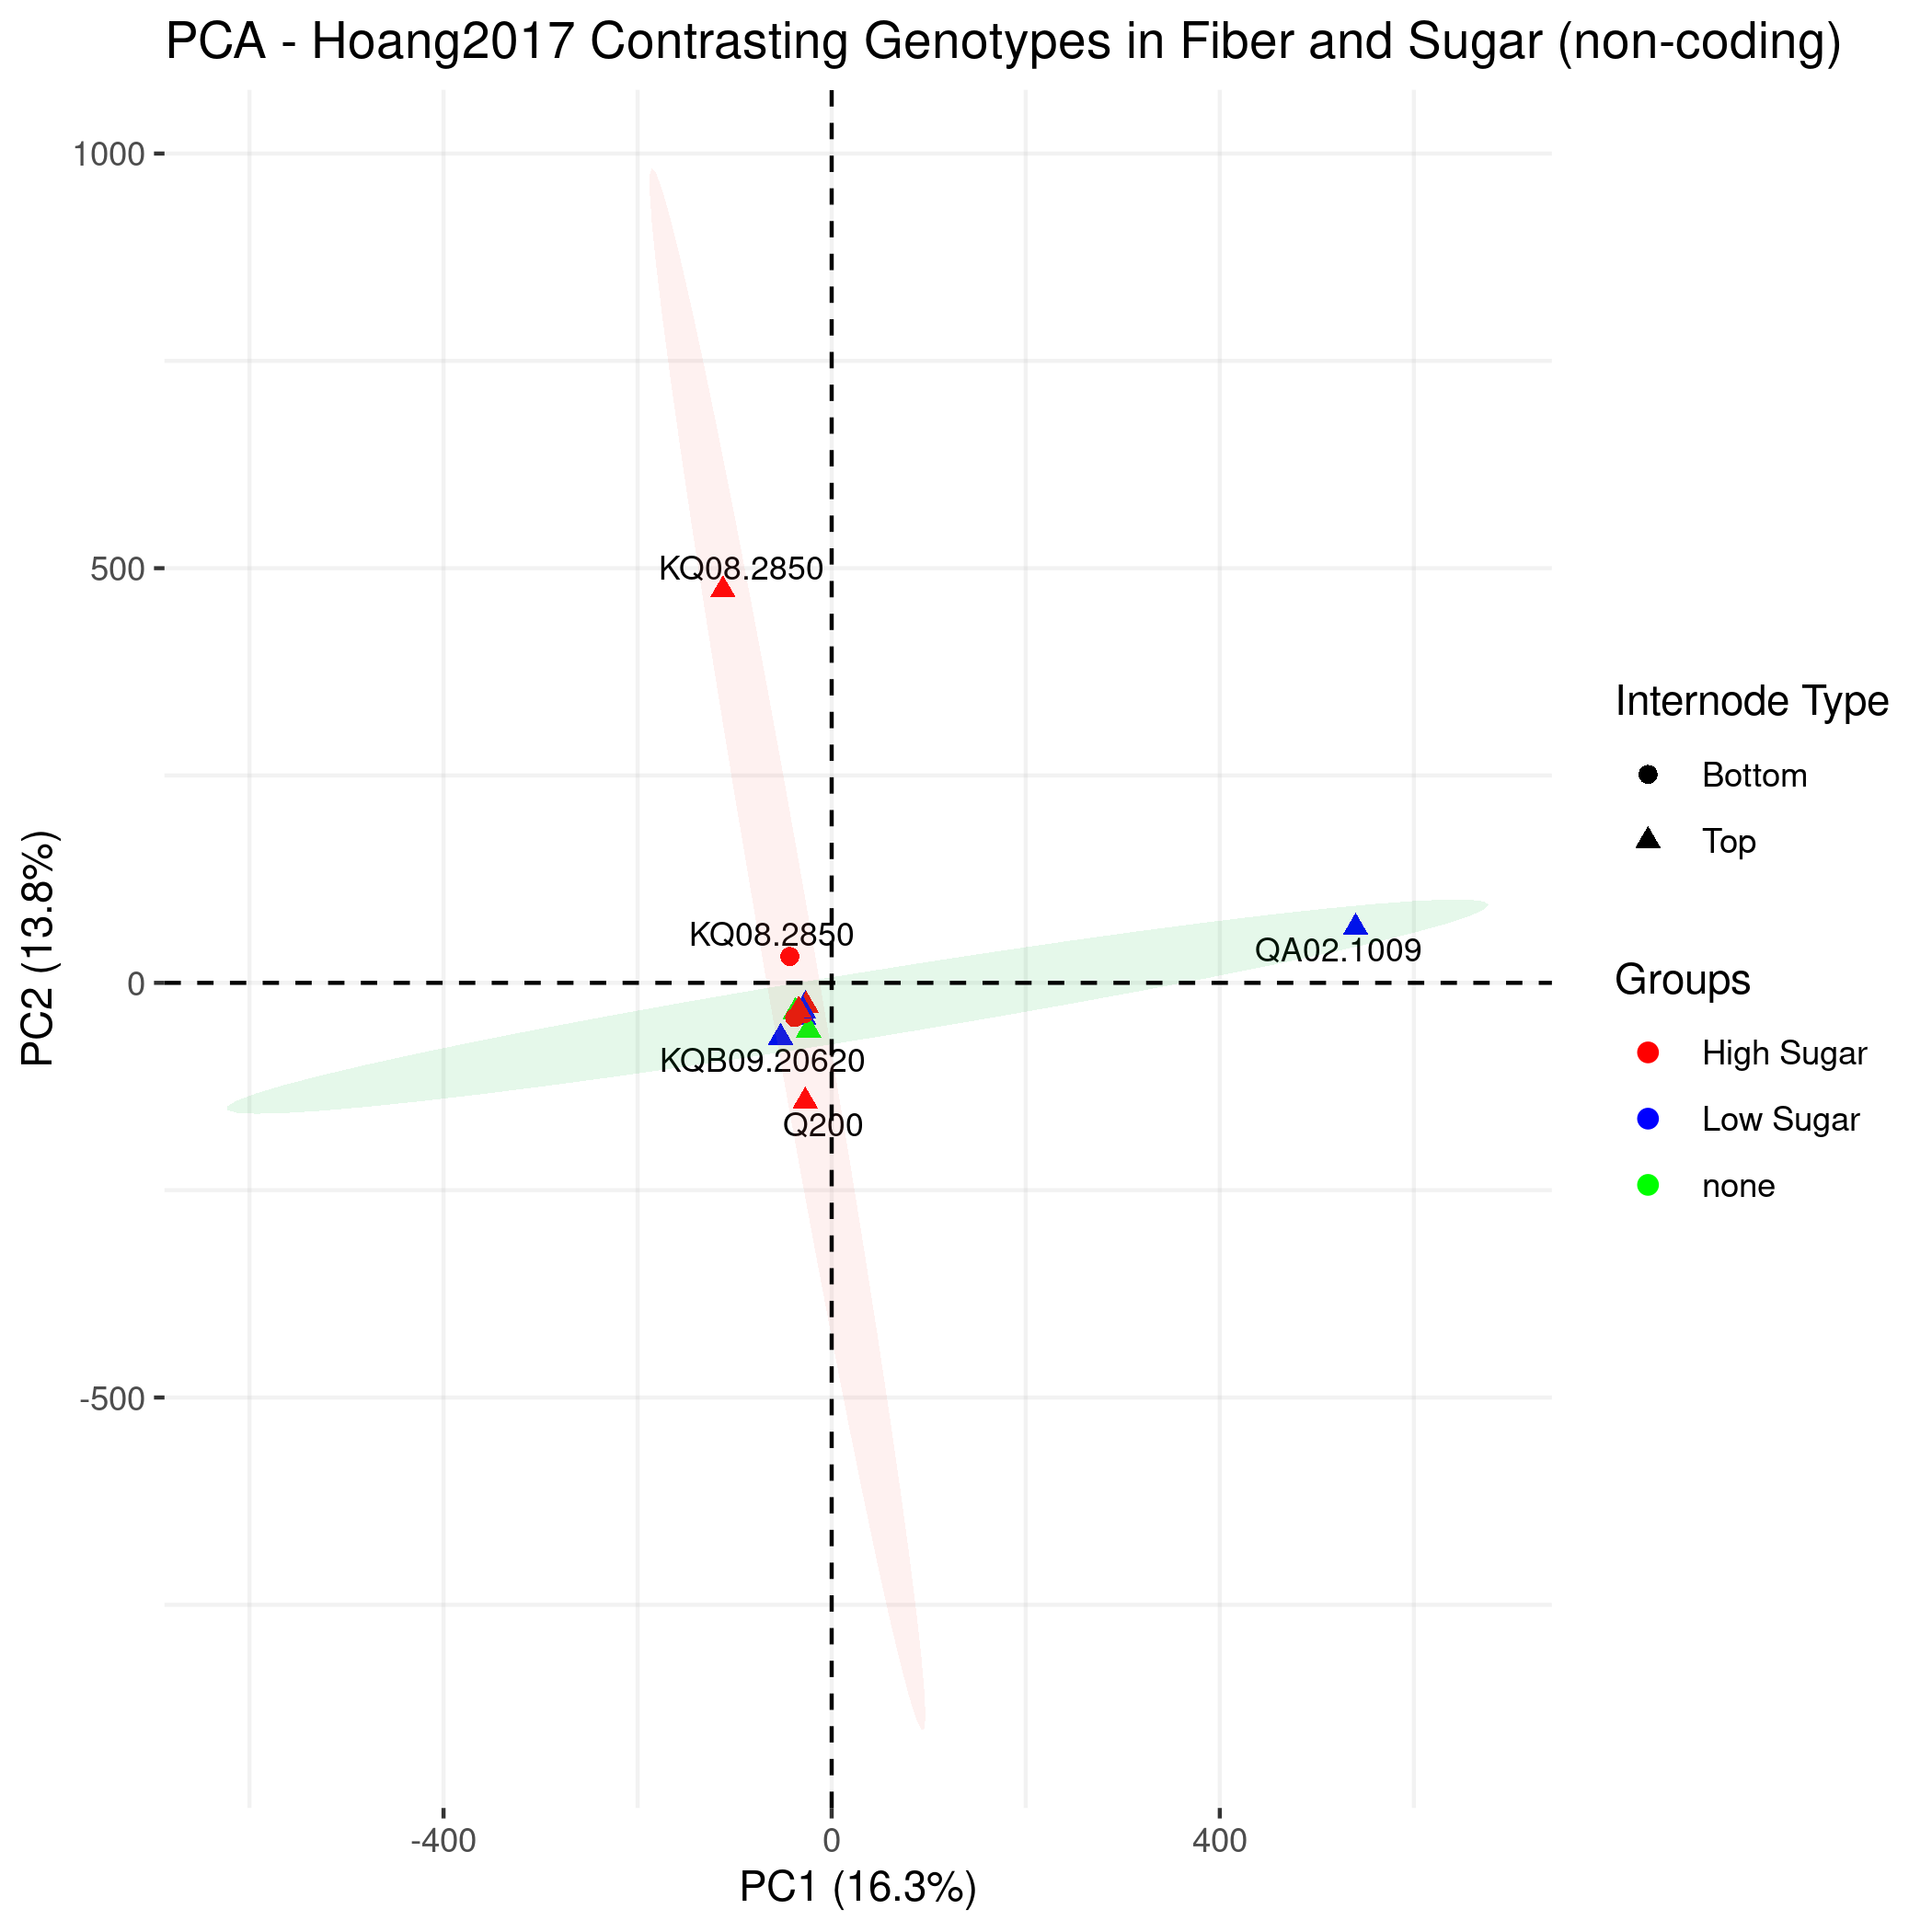 PCA - Hoang2017 Contrasting Genotypes in Fiber and Sugar (non-coding)
1000
500
0
-500
PC2 (13.8%)
KQ08.2850
KQ08.2850
QA02.1009
KQB09.20620
Q200
-400
0
400
PC1 (16.3%)
Internode Type
Bottom
Top
Groups
High Sugar
Low Sugar
none